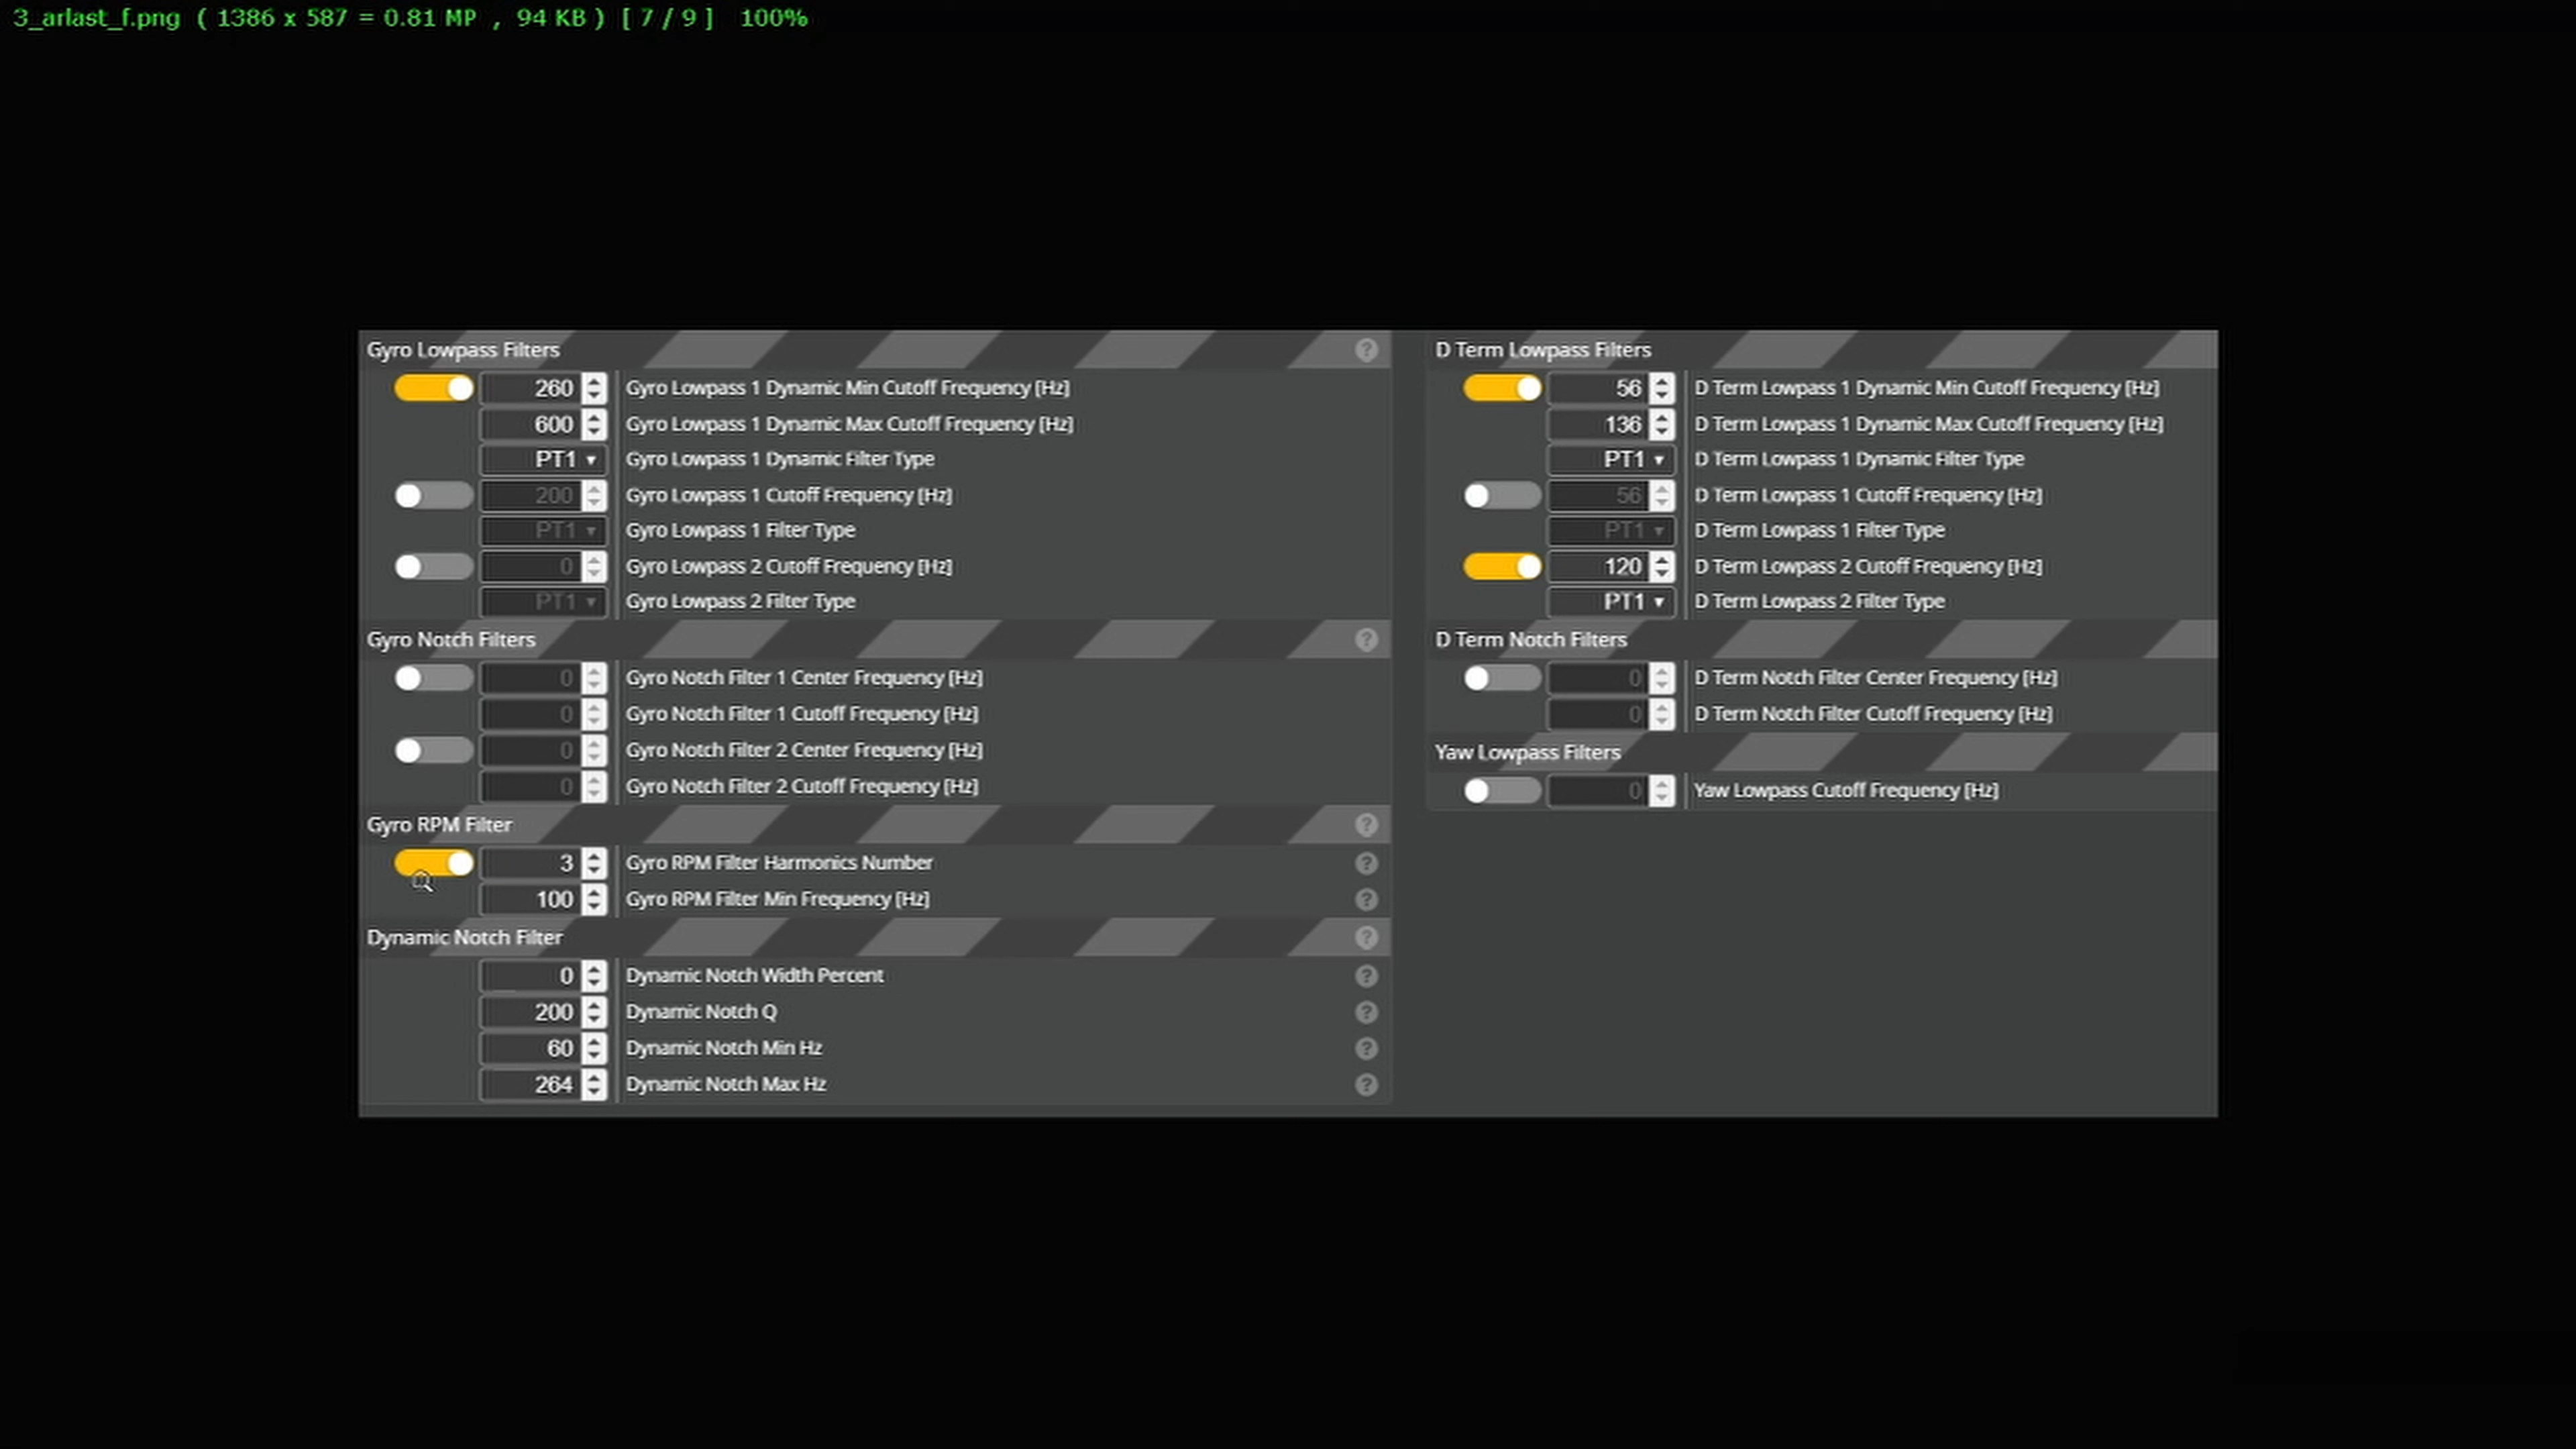 3_arlast_f.png ( 1386 x 587 = 0.81 MP , 94 KB ) [ 7 / 9 ] 100%
Gyro Lowpass Filters ?
260 Gyro Lowpass 1 Dynamic Min Cutoff Frequency [Hz]
600 Gyro Lowpass 1 Dynamic Max Cutoff Frequency [Hz]
PT1 Gyro Lowpass 1 Dynamic Filter Type
200 Gyro Lowpass 1 Cutoff Frequency [Hz]
PT1 Gyro Lowpass 1 Filter Type
0 Gyro Lowpass 2 Cutoff Frequency [Hz]
PT1 Gyro Lowpass 2 Filter Type
Gyro Notch Filters ?
0 Gyro Notch Filter 1 Center Frequency [Hz]
0 Gyro Notch Filter 1 Cutoff Frequency [Hz]
0 Gyro Notch Filter 2 Center Frequency [Hz]
0 Gyro Notch Filter 2 Cutoff Frequency [Hz]
Gyro RPM Filter ?
3 Gyro RPM Filter Harmonics Number ?
100 Gyro RPM Filter Min Frequency [Hz] ?
Dynamic Notch Filter ?
0 Dynamic Notch Width Percent ?
200 Dynamic Notch Q ?
60 Dynamic Notch Min Hz ?
264 Dynamic Notch Max Hz ?
D Term Lowpass Filters
56 D Term Lowpass 1 Dynamic Min Cutoff Frequency [Hz]
136 D Term Lowpass 1 Dynamic Max Cutoff Frequency [Hz]
PT1 D Term Lowpass 1 Dynamic Filter Type
56 D Term Lowpass 1 Cutoff Frequency [Hz]
PT1 D Term Lowpass 1 Filter Type
120 D Term Lowpass 2 Cutoff Frequency [Hz]
PT1 D Term Lowpass 2 Filter Type
D Term Notch Filters
0 D Term Notch Filter Center Frequency [Hz]
0 D Term Notch Filter Cutoff Frequency [Hz]
Yaw Lowpass Filters
0 Yaw Lowpass Cutoff Frequency [Hz]